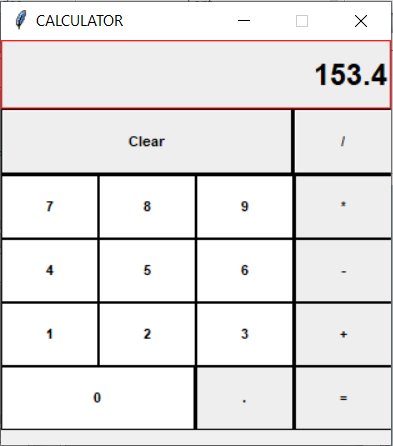 CALCULATOR
153.4
Clear /
7 8 9 *
4 5 6 -
1 2 3 +
0 . =